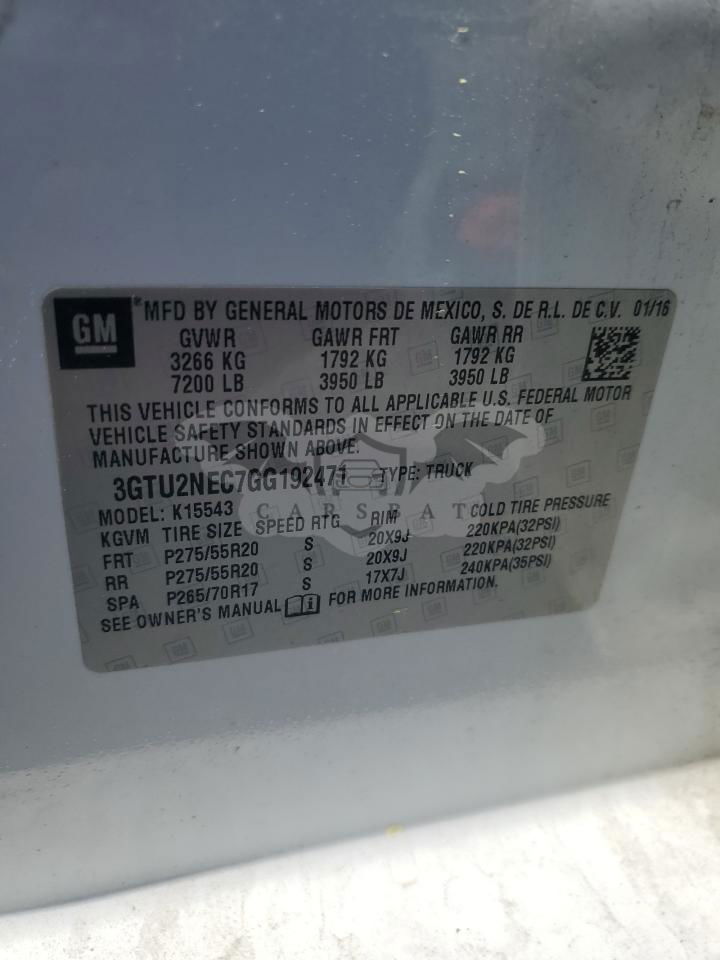 GM
*MFD BY GENERAL MOTORS DE MEXICO, S. DE R.L. DE C.V. 01/16
GVWR GAWR FRT GAWR RR
3266 KG 1792 KG 1792 KG
7200 LB 3950 LB 3950 LB
THIS VEHICLE CONFORMS TO ALL APPLICABLE U.S. FEDERAL MOTOR
VEHICLE SAFETY STANDARDS IN EFFECT ON THE DATE OF
MANUFACTURE SHOWN ABOVE.
3GTU2NEC7GG192471 TYPE: TRUCK
CARSBAT
MODEL: K15543
KGVM TIRE SIZE SPEED RTG RIM COLD TIRE PRESSURE
FRT P275/55R20 S 20X9J 220KPA(32PSI)
RR P275/55R20 S 20X9J 220KPA(32PSI)
SPA P265/70R17 S 17X7J 240KPA(35PSI)
SEE OWNER'S MANUAL FOR MORE INFORMATION.